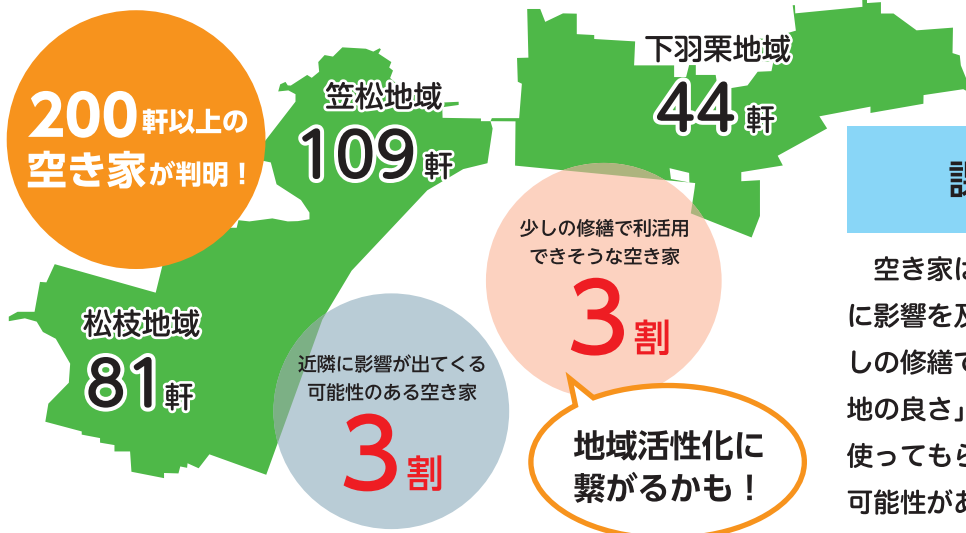 200軒以上の
空き家が判明！
笠松地域
109軒
下羽栗地域
44軒
松枝地域
81軒
少しの修繕で利活用
できそうな空き家
3割
近隣に影響が出てくる
可能性のある空き家
3割
地域活性化に
繋がるかも！
空き家は
に影響を及
しの修繕で
地の良さ」
使ってもら
可能性があ